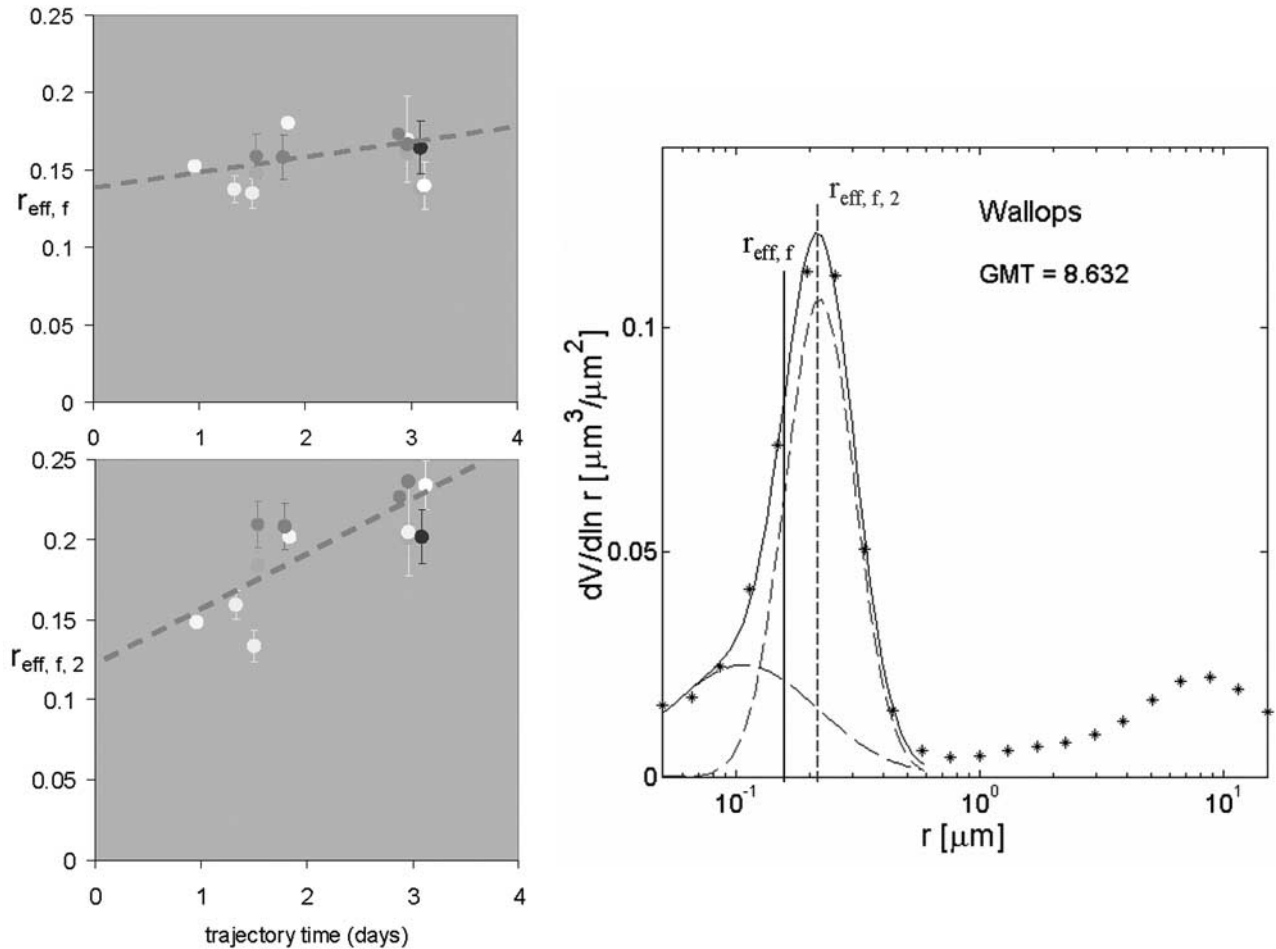 0.25
0.2
0.15
r_eff, f
0.1
0.05
0
0 1 2 3 4
0.25
0.2
0.15
r_eff, f, 2
0.1
0.05
0
0 1 2 3 4
trajectory time (days)
r_eff, f, 2
r_eff, f
Wallops
GMT = 8.632
dV/dln r [μm³/μm²]
0.1
0.05
0
10⁻¹ 10⁰ 10¹
r [μm]